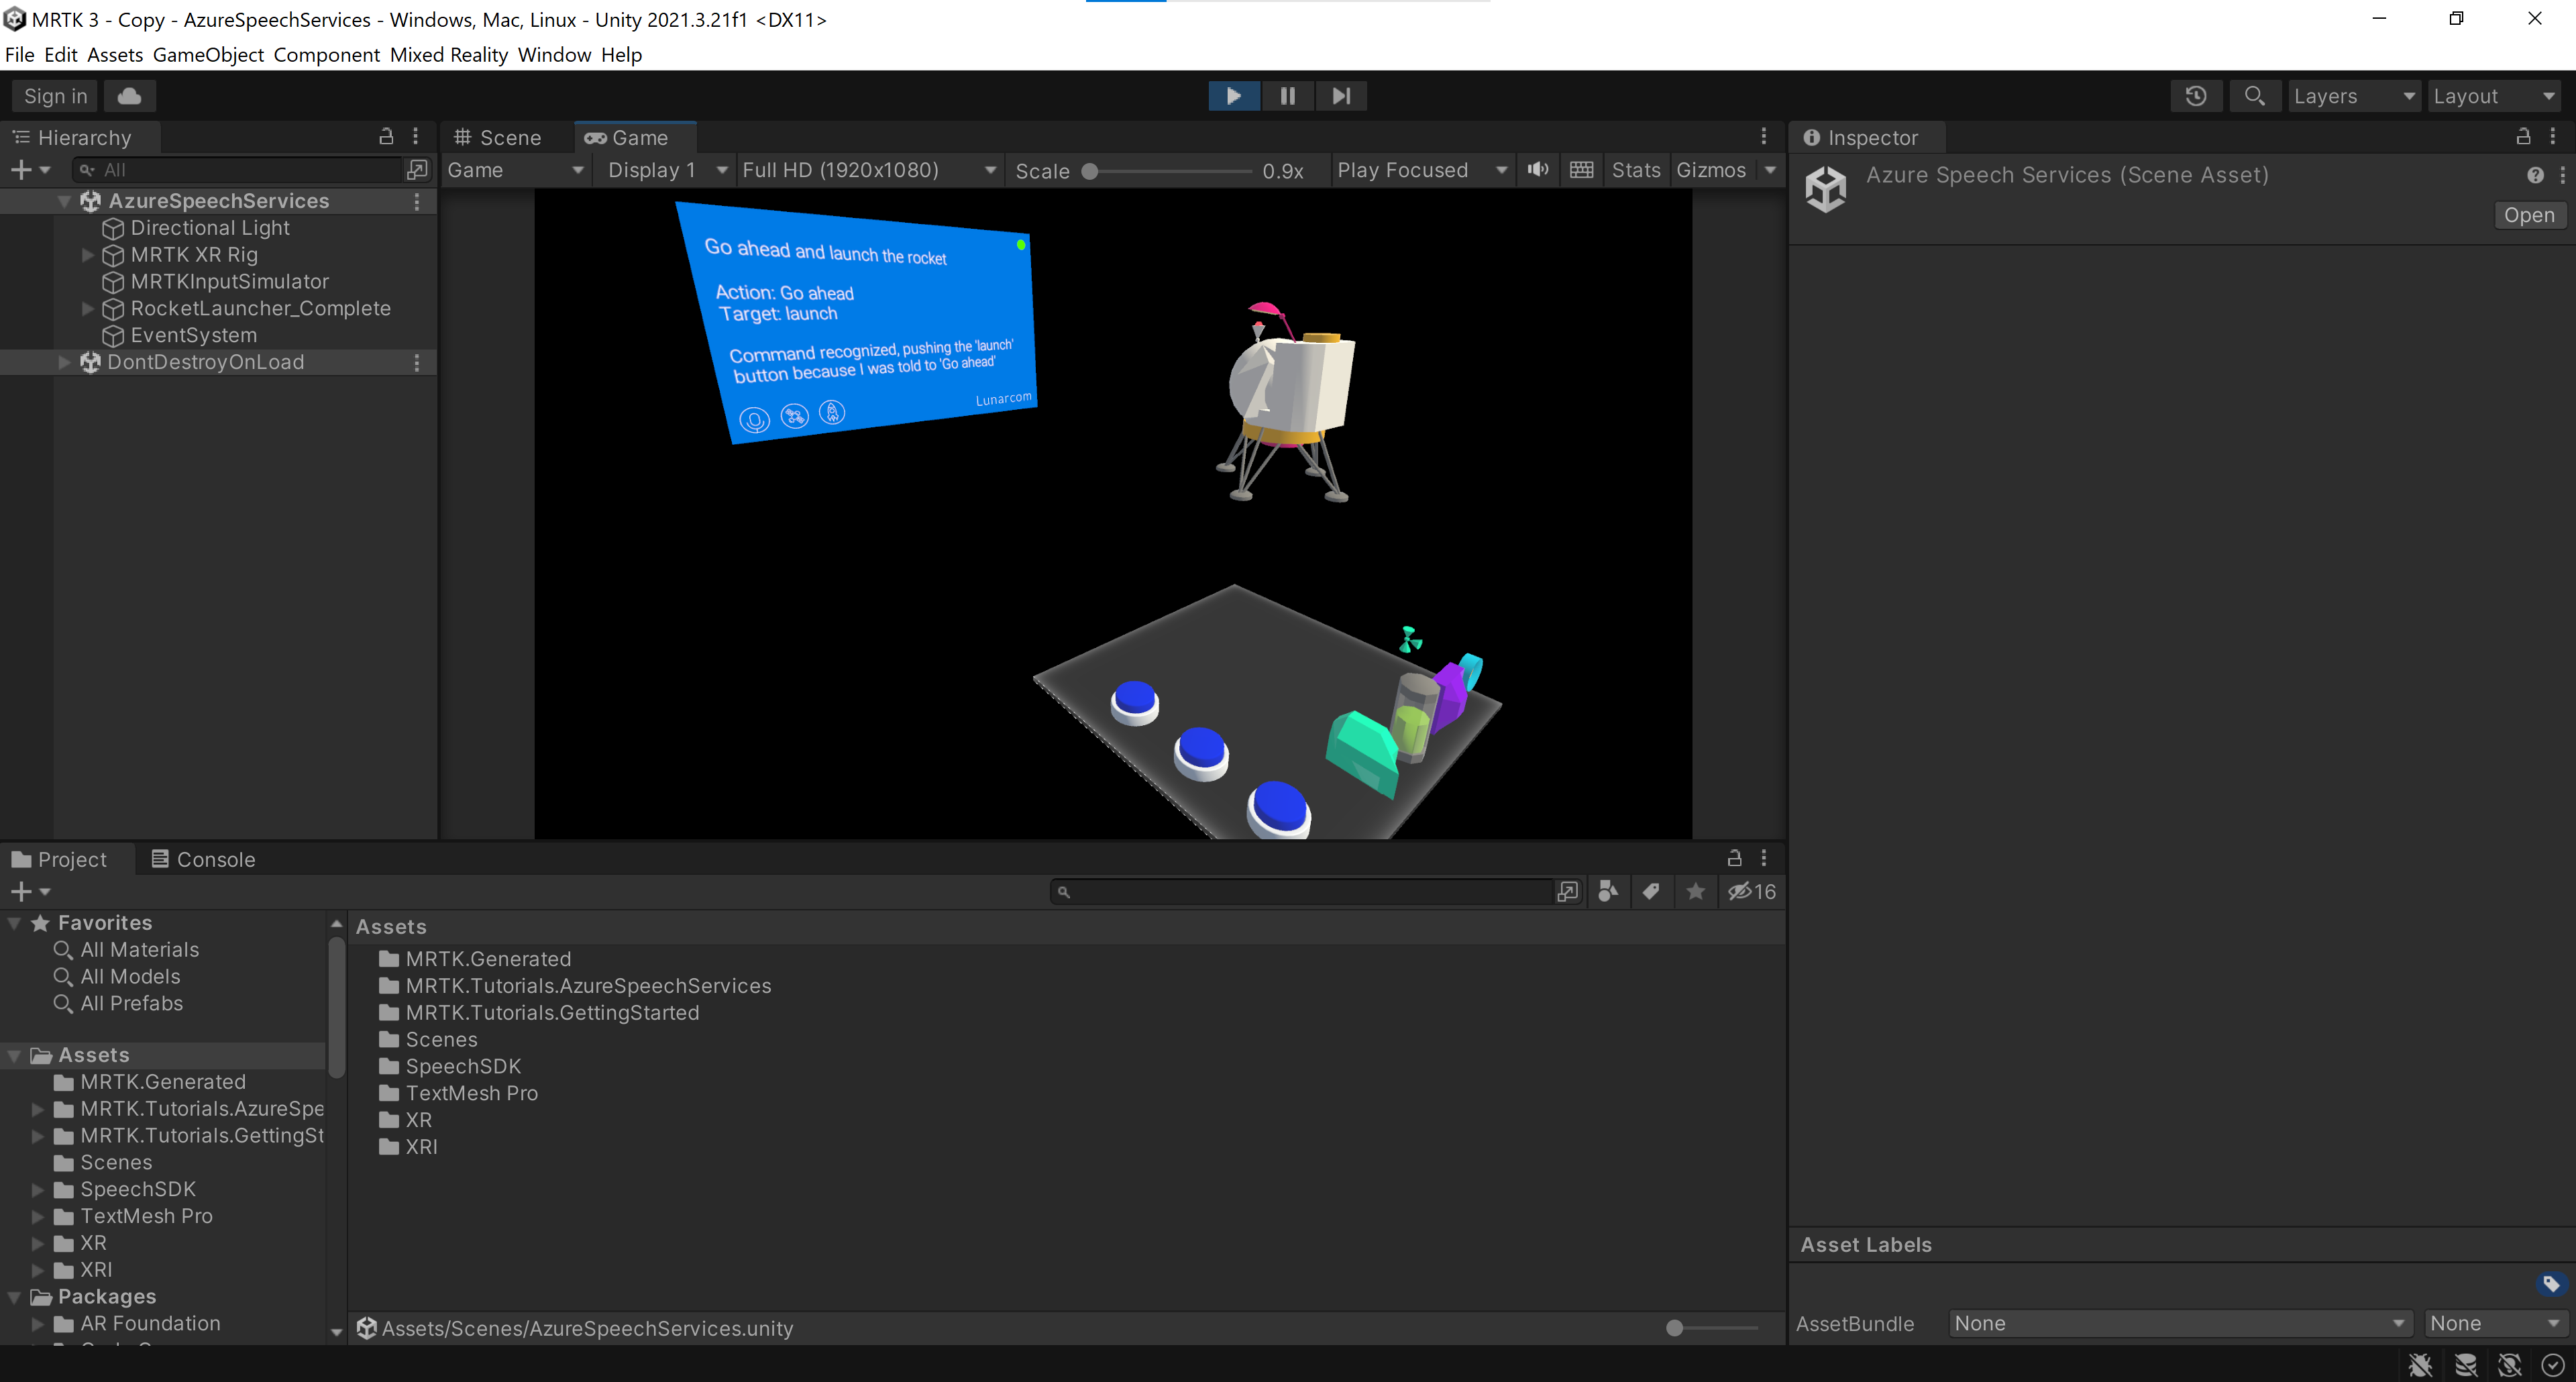 MRTK 3 - Copy - AzureSpeechServices - Windows, Mac, Linux - Unity 2021.3.21f1 <DX11>
File Edit Assets GameObject Component Mixed Reality Window Help
Sign in
Layers
Layout
Hierarchy
All
AzureSpeechServices
Directional Light
MRTK XR Rig
MRTKInputSimulator
RocketLauncher_Complete
EventSystem
DontDestroyOnLoad
Scene
Game
Game
Display 1
Full HD (1920x1080)
Scale
0.9x
Play Focused
Stats
Gizmos
Go ahead and launch the rocket
Action: Go ahead
Target: launch
Command recognized, pushing the 'launch'
button because I was told to 'Go ahead'
Lunarcom
Inspector
Azure Speech Services (Scene Asset)
Open
Project
Console
16
Favorites
All Materials
All Models
All Prefabs
Assets
MRTK.Generated
MRTK.Tutorials.AzureSpe
MRTK.Tutorials.GettingSt
Scenes
SpeechSDK
TextMesh Pro
XR
XRI
Packages
AR Foundation
Assets
MRTK.Generated
MRTK.Tutorials.AzureSpeechServices
MRTK.Tutorials.GettingStarted
Scenes
SpeechSDK
TextMesh Pro
XR
XRI
Assets/Scenes/AzureSpeechServices.unity
Asset Labels
AssetBundle
None
None